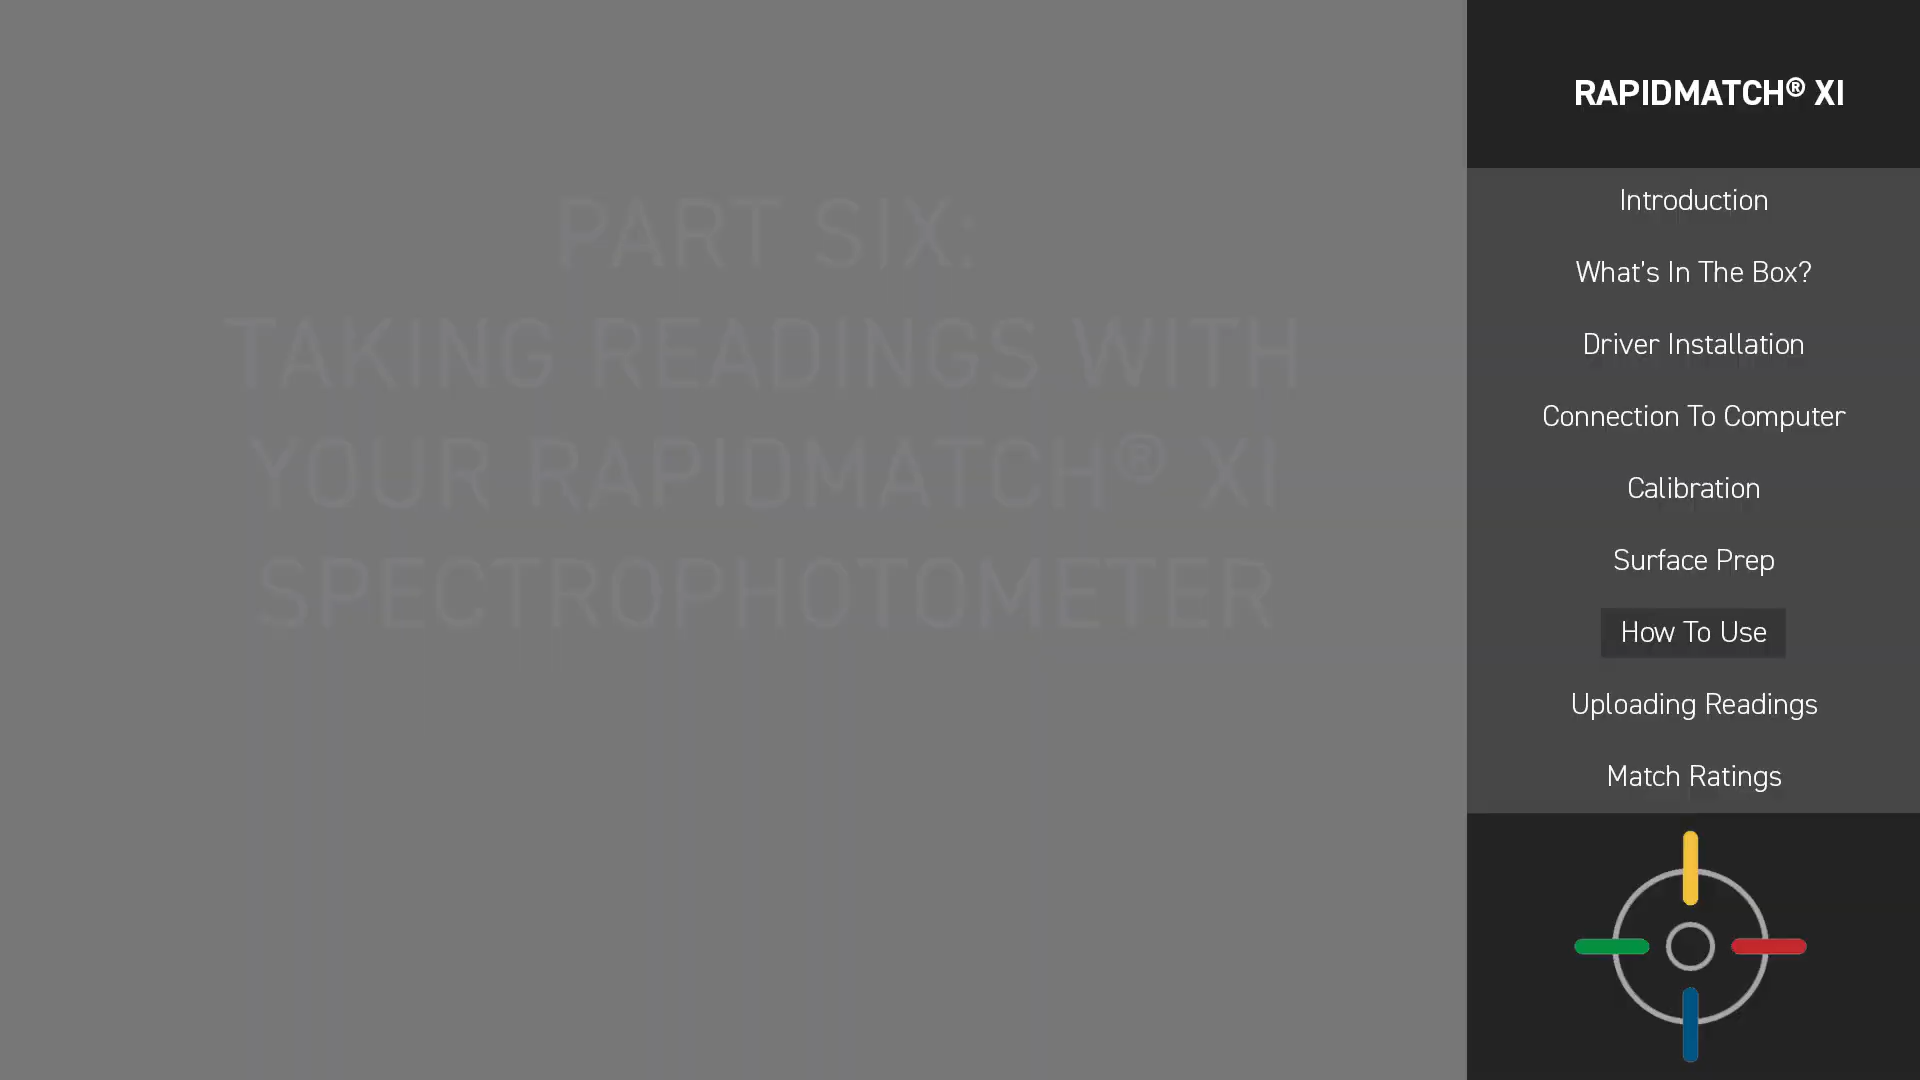 PART SIX:
TAKING READINGS WITH
YOUR RAPIDMATCH® XI
SPECTROPHOTOMETER
RAPIDMATCH® XI
Introduction
What's In The Box?
Driver Installation
Connection To Computer
Calibration
Surface Prep
How To Use
Uploading Readings
Match Ratings